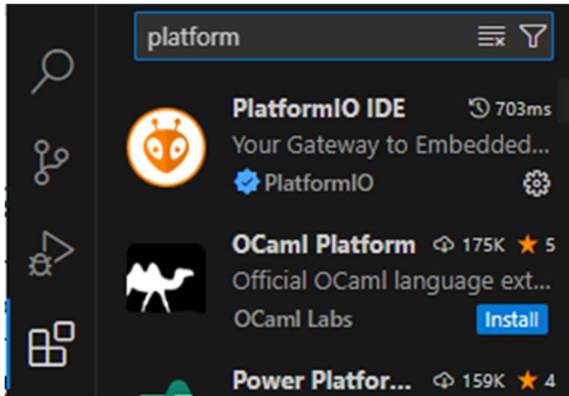 platform
PlatformIO IDE 703ms
Your Gateway to Embedded...
PlatformIO
OCaml Platform 175K 5
Official OCaml language ext...
OCaml Labs Install
Power Platfor... 159K 4